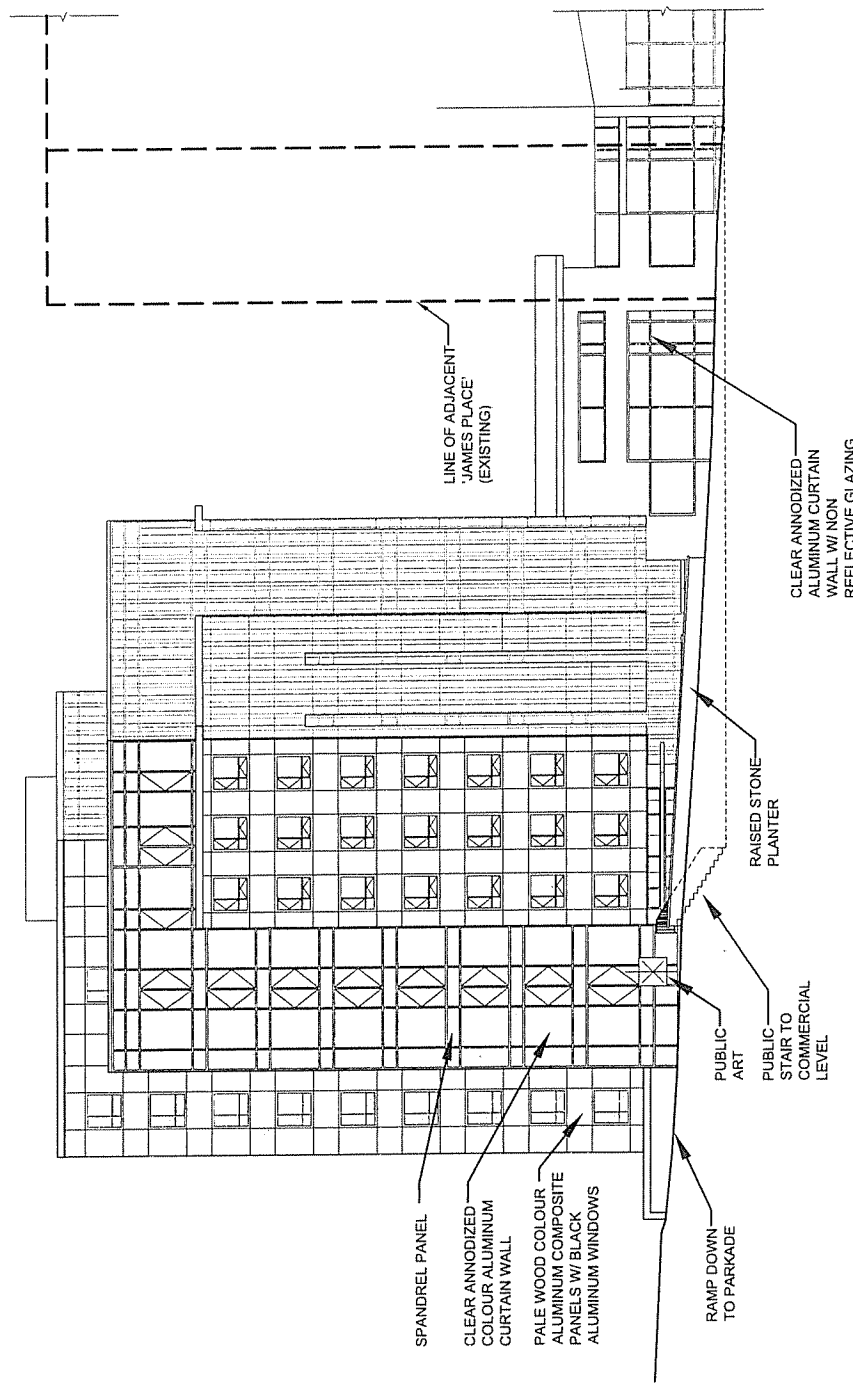 SPANDREL PANEL
CLEAR ANNODIZED
COLOUR ALUMINUM
CURTAIN WALL
PALE WOOD COLOUR
ALUMINUM COMPOSITE
PANELS W/ BLACK
ALUMINUM WINDOWS
RAMP DOWN
TO PARKADE
PUBLIC
ART
PUBLIC
STAIR TO
COMMERCIAL
LEVEL
RAISED STONE
PLANTER
LINE OF ADJACENT
'JAMES PLACE'
(EXISTING)
CLEAR ANNODIZED
ALUMINUM CURTAIN
WALL W/ NON
REFLECTIVE GLAZING